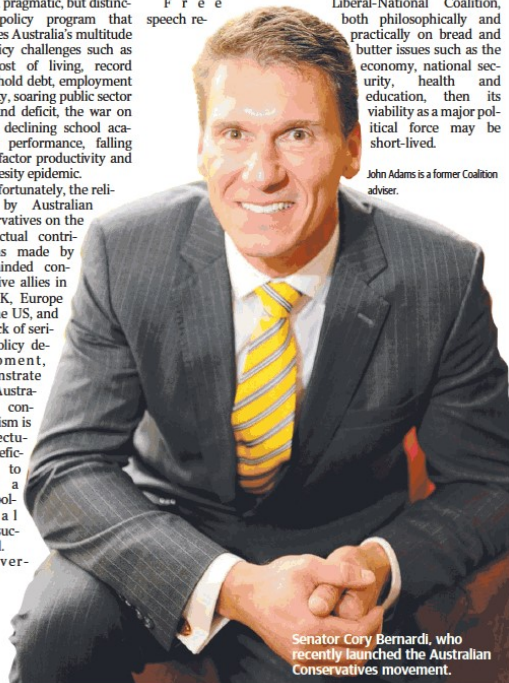 pragmatic, but distinc-
policy program that
es Australia's multitude
icy challenges such as
ost of living, record
hold debt, employment
y, soaring public sector
nd deficit, the war on
declining school aca-
performance, falling
factor productivity and
esity epidemic.
fortunately, the reli-
by Australian
rvatives on the
ctual contri-
s made by
inded con-
ive allies in
K, Europe
e US, and
ck of seri-
olicy de-
pment,
nstrate
ustra-
con-
ism is
ectu-
efic-
to
a
ol-
al
uc-
l.
ver-
Free
speech re-
Liberal-National Coalition,
both philosophically and
practically on bread and
butter issues such as the
economy, national sec-
urity, health and
education, then its
viability as a major pol-
itical force may be
short-lived.
John Adams is a former Coalition
adviser.
Senator Cory Bernardi, who
recently launched the Australian
Conservatives movement.